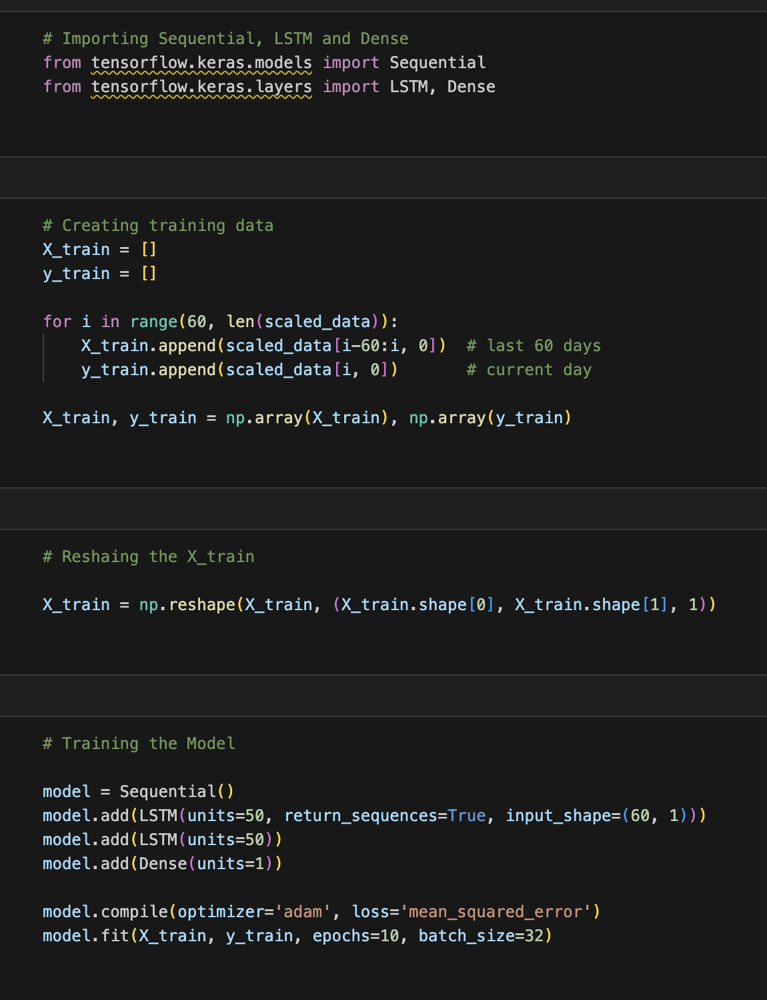 # Importing Sequential, LSTM and Dense
from tensorflow.keras.models import Sequential
from tensorflow.keras.layers import LSTM, Dense
# Creating training data
X_train = []
y_train = []
for i in range(60, len(scaled_data)):
    X_train.append(scaled_data[i-60:i, 0])  # last 60 days
    y_train.append(scaled_data[i, 0])       # current day
X_train, y_train = np.array(X_train), np.array(y_train)
# Reshaing the X_train
X_train = np.reshape(X_train, (X_train.shape[0], X_train.shape[1], 1))
# Training the Model
model = Sequential()
model.add(LSTM(units=50, return_sequences=True, input_shape=(60, 1)))
model.add(LSTM(units=50))
model.add(Dense(units=1))
model.compile(optimizer='adam', loss='mean_squared_error')
model.fit(X_train, y_train, epochs=10, batch_size=32)